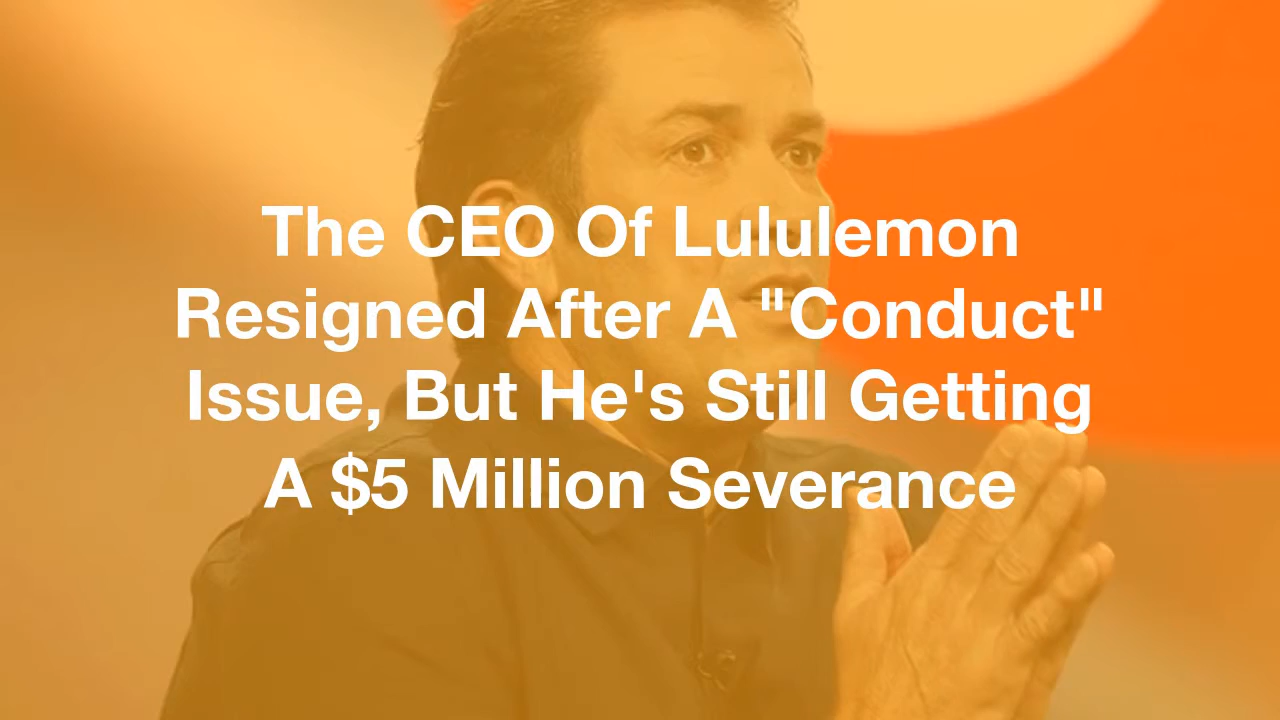 The CEO Of Lululemon
Resigned After A "Conduct"
Issue, But He's Still Getting
A $5 Million Severance